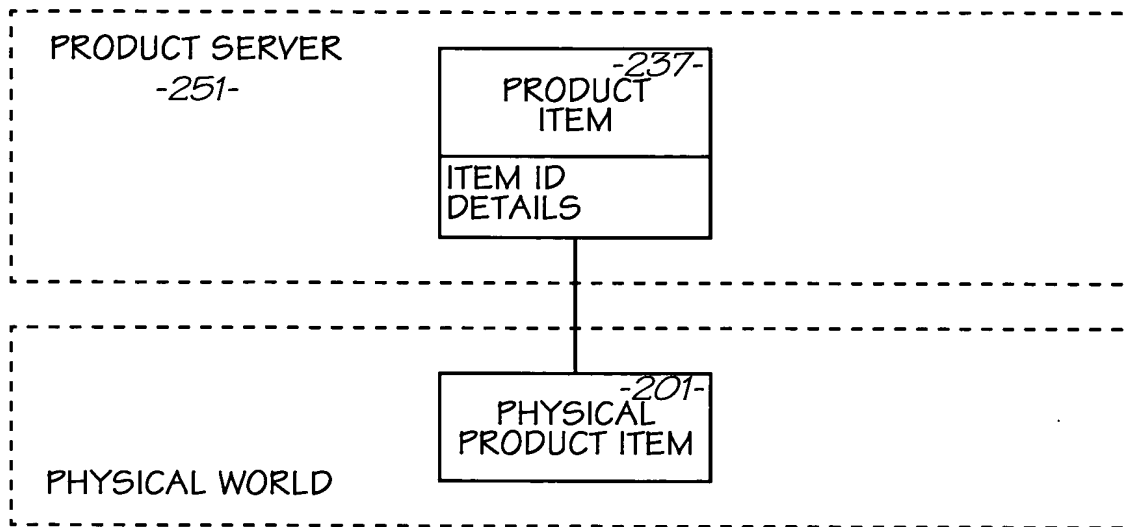 PRODUCT SERVER
-251-
-237-
PRODUCT
ITEM
ITEM ID
DETAILS
-201-
PHYSICAL
PRODUCT ITEM
PHYSICAL WORLD